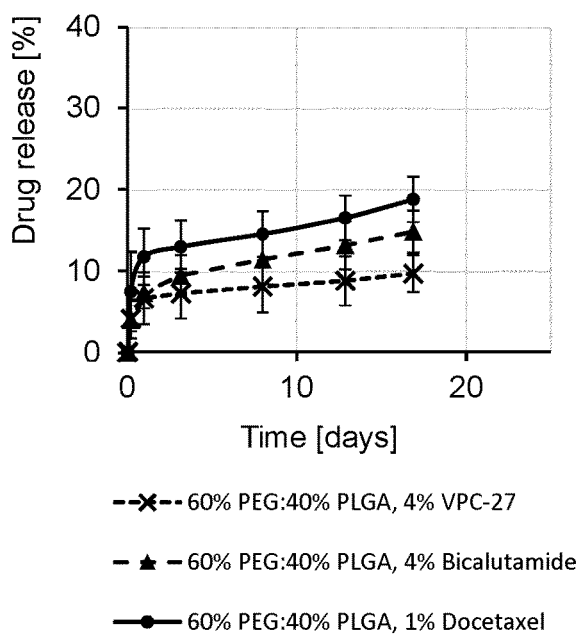 Drug release [%]
40
30
20
10
0
0 10 20
Time [days]
60% PEG:40% PLGA, 4% VPC-27
60% PEG:40% PLGA, 4% Bicalutamide
60% PEG:40% PLGA, 1% Docetaxel